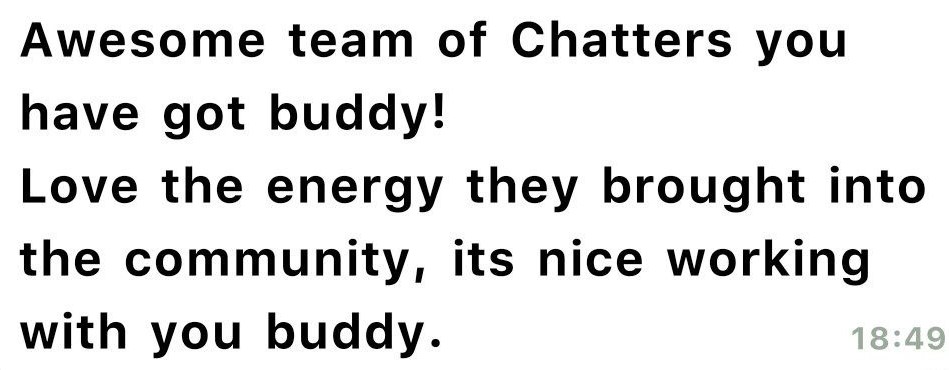 Awesome team of Chatters you
have got buddy!
Love the energy they brought into
the community, its nice working
with you buddy.
18:49